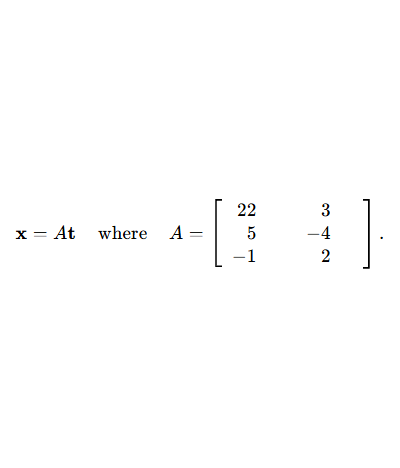 x = At where A = [ 22 3
5 −4
−1 2 ] .